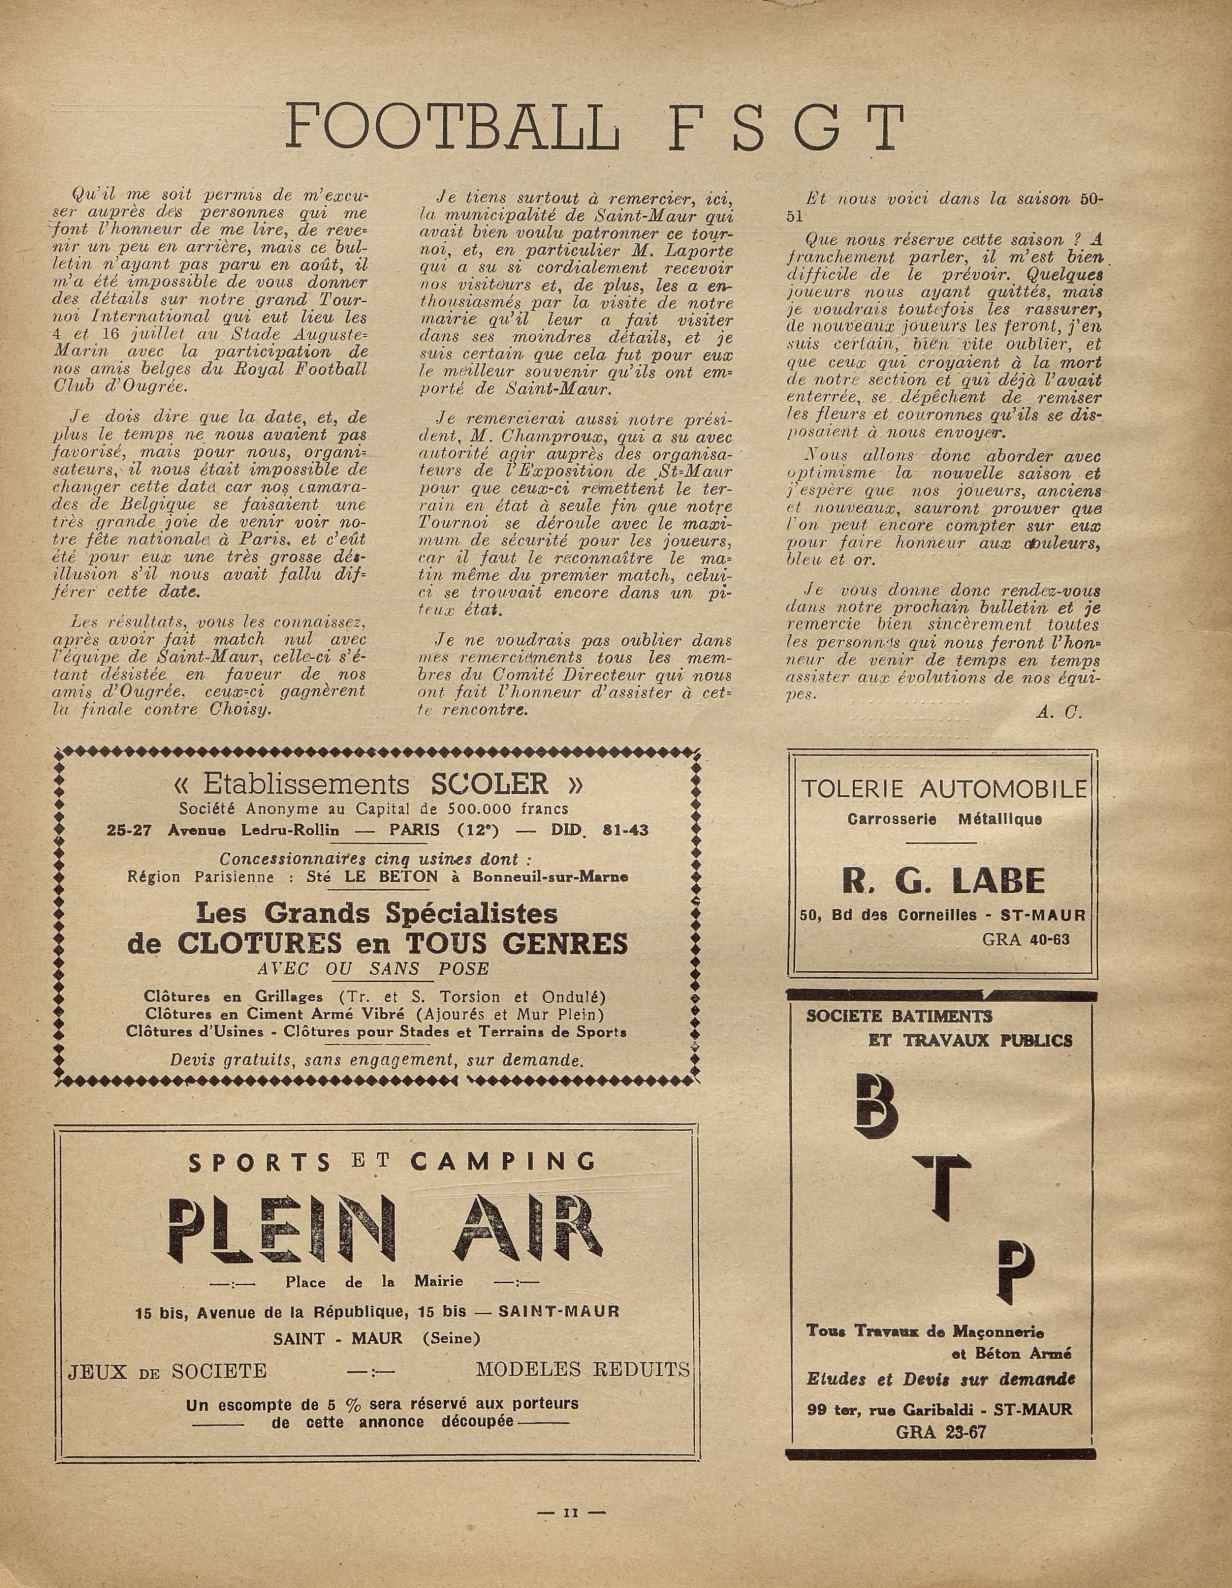 FOOTBALL F S G T
Qu'il me soit permis de m'excu-
ser auprès des personnes qui me
font l'honneur de me lire, de reve-
nir un peu en arrière, mais ce bul-
letin n'ayant pas paru en août, il
m'a été impossible de vous donner
des détails sur notre grand Tour-
noi International qui eut lieu les
4 et 16 juillet au Stade Auguste-
Marin avec la participation de
nos amis belges du Royal Football
Club d'Ougrée.
Je dois dire que la date, et, de
plus le temps ne nous avaient pas
favorisé, mais pour nous, organi-
sateurs, il nous était impossible de
changer cette date car nos camara-
des de Belgique se faisaient une
très grande joie de venir voir no-
tre fête nationale à Paris, et c'eût
été pour eux une très grosse dés-
illusion s'il nous avait fallu dif-
férer cette date.
Les résultats, vous les connaissez,
après avoir fait match nul avec
l'équipe de Saint-Maur, celle-ci s'é-
tant désistée en faveur de nos
amis d'Ougrée, ceux-ci gagnèrent
la finale contre Choisy.
Je tiens surtout à remercier, ici,
la municipalité de Saint-Maur qui
avait bien voulu patronner ce tour-
noi, et, en particulier M. Laporte
qui a su si cordialement recevoir
nos visiteurs et, de plus, les a en-
thousiasmés par la visite de notre
mairie qu'il leur a fait visiter
dans ses moindres détails, et je
suis certain que cela fut pour eux
le meilleur souvenir qu'ils ont em-
porté de Saint-Maur.
Je remercierai aussi notre prési-
dent, M. Champroux, qui a su avec
autorité agir auprès des organisa-
teurs de l'Exposition de St-Maur
pour que ceux-ci remettent le ter-
rain en état à seule fin que notre
Tournoi se déroule avec le maxi-
mum de sécurité pour les joueurs,
car il faut le reconnaître le ma-
tin même du premier match, celui-
ci se trouvait encore dans un pi-
teux état.
Je ne voudrais pas oublier dans
mes remerciements tous les mem-
bres du Comité Directeur qui nous
ont fait l'honneur d'assister à cet-
te rencontre.
Et nous voici dans la saison 50-
51
Que nous réserve cette saison ? A
franchement parler, il m'est bien
difficile de le prévoir. Quelques
joueurs nous ayant quittés, mais
je voudrais toutefois les rassurer,
de nouveaux joueurs les feront, j'en
suis certain, bien vite oublier, et
que ceux qui croyaient à la mort
de notre section et qui déjà l'avait
enterrée, se dépêchent de remiser
les fleurs et couronnes qu'ils se dis-
posaient à nous envoyer.
Nous allons donc aborder avec
optimisme la nouvelle saison et
j'espère que nos joueurs, anciens
et nouveaux, sauront prouver que
l'on peut encore compter sur eux
pour faire honneur aux couleurs,
bleu et or.
Je vous donne donc rendez-vous
dans notre prochain bulletin et je
remercie bien sincèrement toutes
les personnes qui nous feront l'hon-
neur de venir de temps en temps
assister aux évolutions de nos équi-
pes.
A. C.
« Etablissements SCOLER »
Société Anonyme au Capital de 500.000 francs
25-27 Avenue Ledru-Rollin — PARIS (12e) — DID. 81-43
Concessionnaires cinq usines dont :
Région Parisienne : Sté LE BETON à Bonneuil-sur-Marne
Les Grands Spécialistes
de CLOTURES en TOUS GENRES
AVEC OU SANS POSE
Clôtures en Grillages (Tr. et S. Torsion et Ondulé)
Clôtures en Ciment Armé Vibré (Ajourés et Mur Plein)
Clôtures d'Usines - Clôtures pour Stades et Terrains de Sports
Devis gratuits, sans engagement, sur demande.
SPORTS ET CAMPING
PLEIN AIR
—:— Place de la Mairie —:—
15 bis, Avenue de la République, 15 bis — SAINT-MAUR
SAINT - MAUR (Seine)
JEUX DE SOCIETE —:— MODELES REDUITS
Un escompte de 5 % sera réservé aux porteurs
de cette annonce découpée
TOLERIE AUTOMOBILE
Carrosserie Métallique
R. G. LABE
50, Bd des Corneilles - ST-MAUR
GRA 40-63
SOCIETE BATIMENTS
ET TRAVAUX PUBLICS
B
T
P
Tous Travaux de Maçonnerie
et Béton Armé
Etudes et Devis sur demande
99 ter, rue Garibaldi - ST-MAUR
GRA 23-67
— 11 —